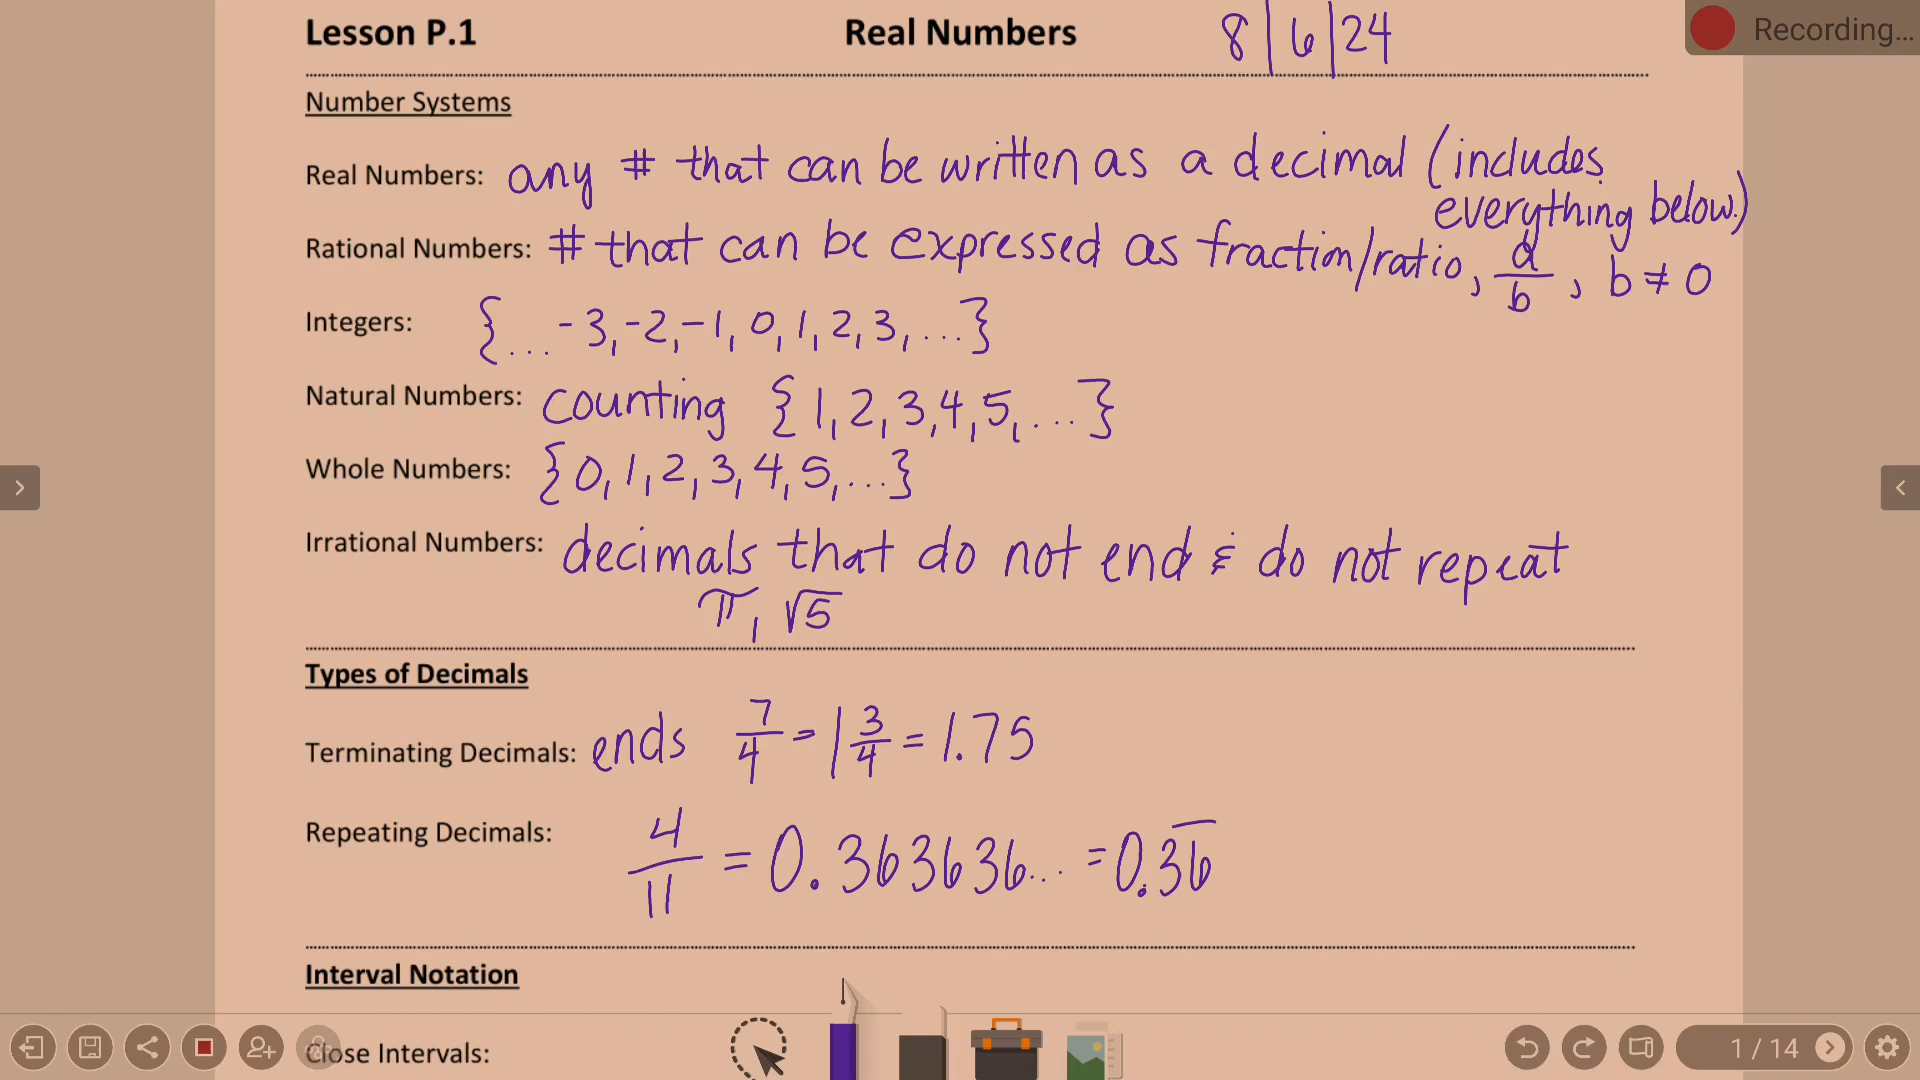 Lesson P.1 Real Numbers 8|6|24
Recording...
Number Systems
Real Numbers: any # that can be written as a decimal (includes
everything below.)
Rational Numbers: # that can be expressed as fraction/ratio, a/b, b ≠ 0
Integers: {... -3, -2, -1, 0, 1, 2, 3, ...}
Natural Numbers: counting {1, 2, 3, 4, 5, ...}
Whole Numbers: {0, 1, 2, 3, 4, 5, ...}
Irrational Numbers: decimals that do not end & do not repeat
π, √5
Types of Decimals
Terminating Decimals: ends 7/4 = 1 3/4 = 1.75
Repeating Decimals: 4/11 = 0.363636... = 0.3̅6̅
Interval Notation
Close Intervals:
1 / 14